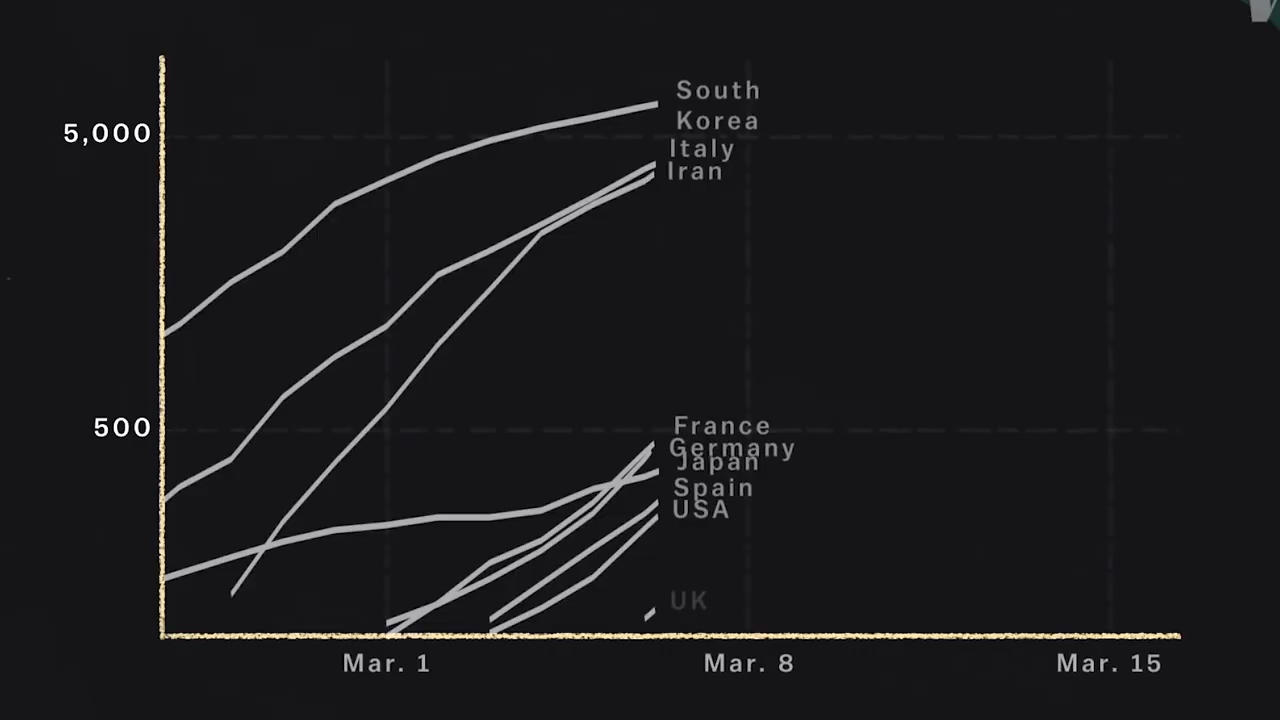 South
Korea
5,000
Italy
Iran
500
France
Germany
Japan
Spain
USA
UK
Mar. 1
Mar. 8
Mar. 15